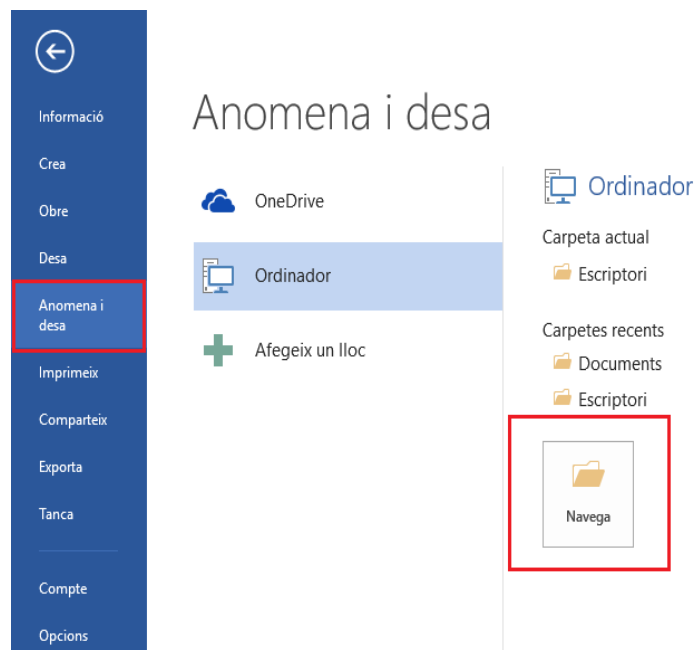 Informació
Crea
Obre
Desa
Anomena i
desa
Imprimeix
Comparteix
Exporta
Tanca
Compte
Opcions
Anomena i desa
OneDrive
Ordinador
Afegeix un lloc
Ordinador
Carpeta actual
Escriptori
Carpetes recents
Documents
Escriptori
Navega